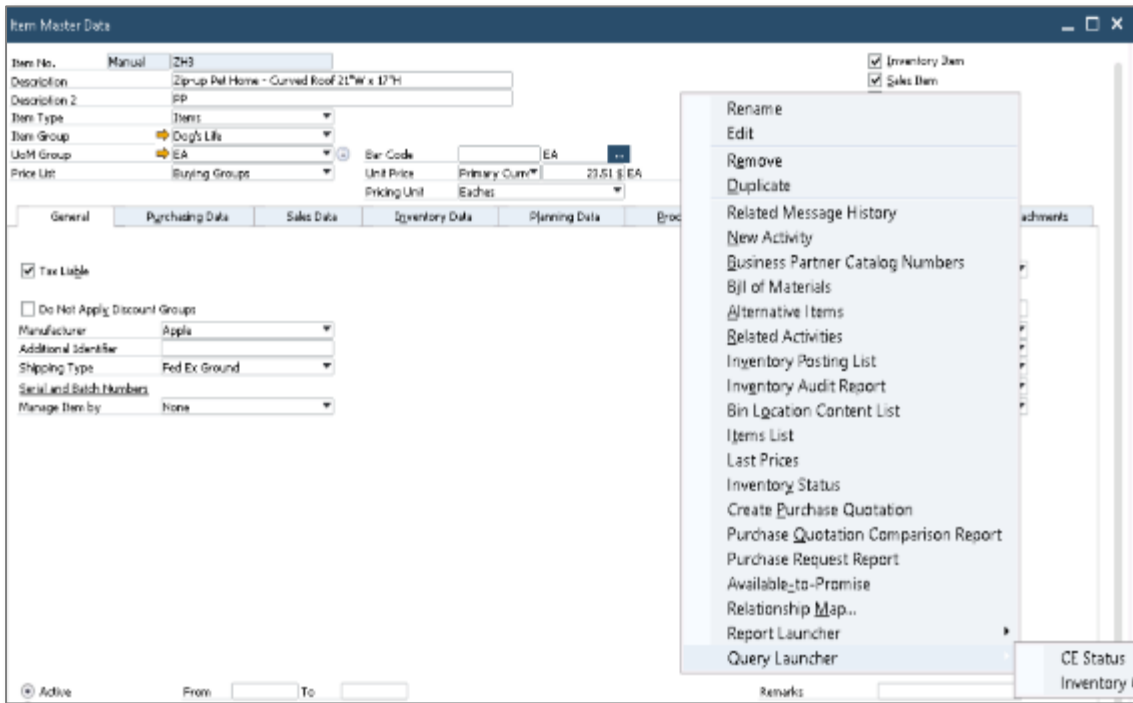 Item Master Data
Item No. Manual ZH3
Inventory Item
Description Zip-up Pet Home - Curved Roof 21"W x 17"H
Sales Item
Description 2 PP
Item Type Items
Item Group Dog's Life
UoM Group EA Bar Code EA ...
Price List Buying Groups Unit Price Primary Curr 23.51 $ EA
Pricing Unit Eaches
General Purchasing Data Sales Data Inventory Data Planning Data Proc achments
Tax Liable
Do Not Apply Discount Groups
Manufacturer Apple
Additional Identifier
Shipping Type Fed Ex Ground
Serial and Batch Numbers
Manage Item by None
Rename
Edit
Remove
Duplicate
Related Message History
New Activity
Business Partner Catalog Numbers
Bill of Materials
Alternative Items
Related Activities
Inventory Posting List
Inventory Audit Report
Bin Location Content List
Items List
Last Prices
Inventory Status
Create Purchase Quotation
Purchase Quotation Comparison Report
Purchase Request Report
Available-to-Promise
Relationship Map...
Report Launcher
Query Launcher
CE Status
Inventory
Active From To Remarks